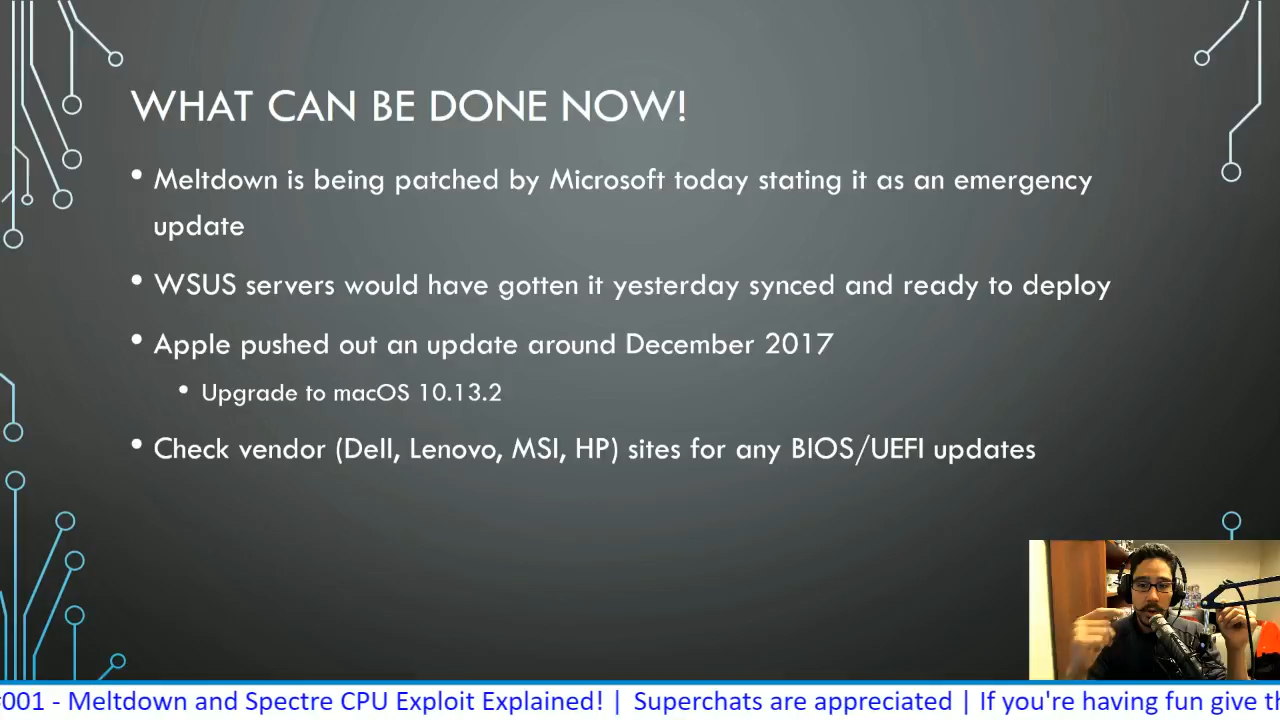 WHAT CAN BE DONE NOW!
• Meltdown is being patched by Microsoft today stating it as an emergency
update
• WSUS servers would have gotten it yesterday synced and ready to deploy
• Apple pushed out an update around December 2017
• Upgrade to macOS 10.13.2
• Check vendor (Dell, Lenovo, MSI, HP) sites for any BIOS/UEFI updates
#001 - Meltdown and Spectre CPU Exploit Explained! | Superchats are appreciated | If you're having fun give th